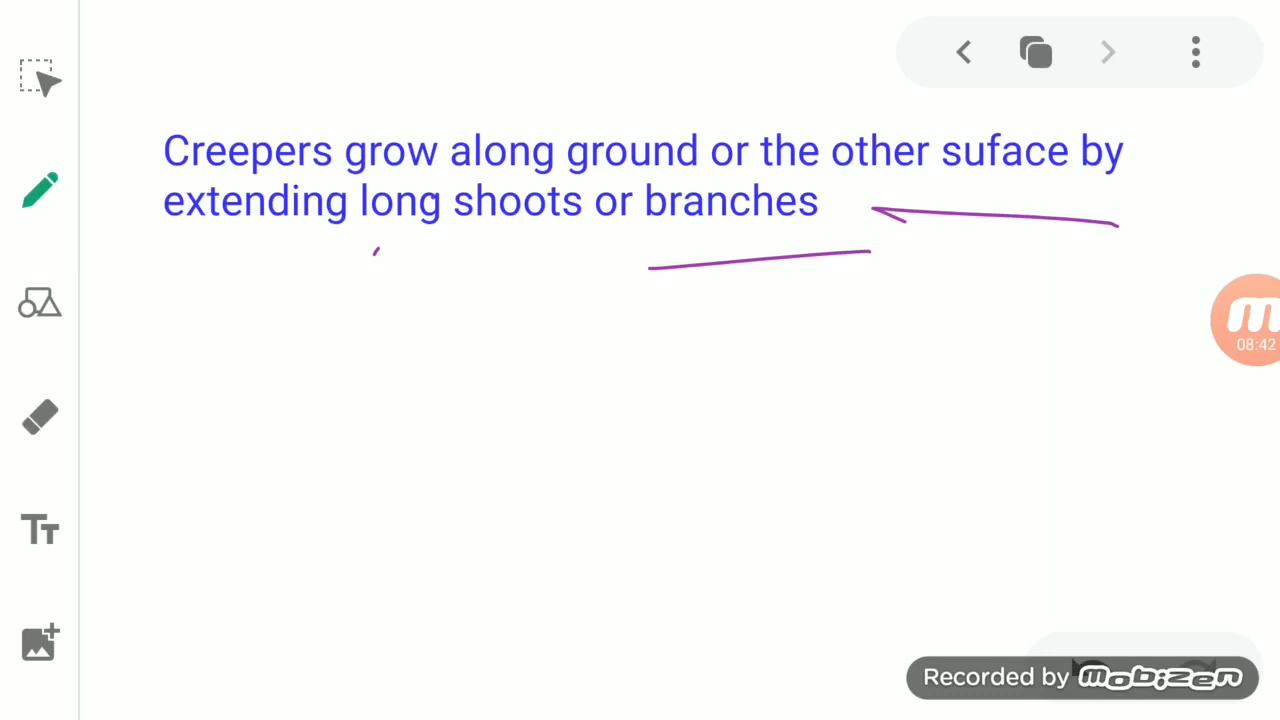 Creepers grow along ground or the other suface by
extending long shoots or branches
08:42
TT
Recorded by mobizen